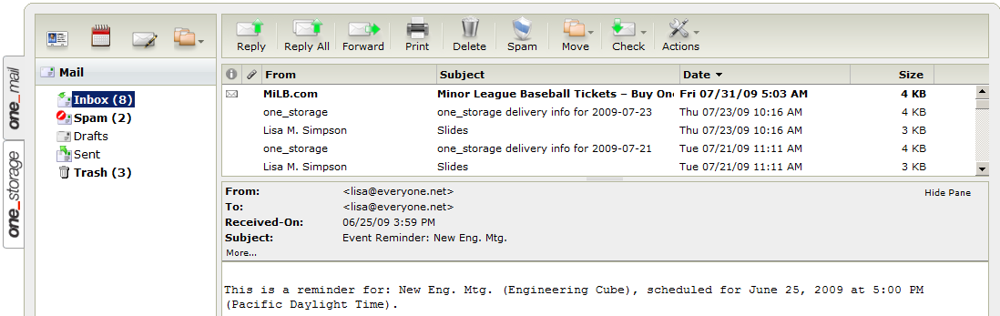 Reply Reply All Forward Print Delete Spam Move Check Actions
one_mail
one_storage
Mail
Inbox (8)
Spam (2)
Drafts
Sent
Trash (3)
From Subject Date Size
MiLB.com Minor League Baseball Tickets – Buy One Fri 07/31/09 5:03 AM 4 KB
one_storage one_storage delivery info for 2009-07-23 Thu 07/23/09 10:16 AM 4 KB
Lisa M. Simpson Slides Thu 07/23/09 10:16 AM 3 KB
one_storage one_storage delivery info for 2009-07-21 Tue 07/21/09 11:11 AM 4 KB
Lisa M. Simpson Slides Tue 07/21/09 11:11 AM 3 KB
From: <lisa@everyone.net> Hide Pane
To: <lisa@everyone.net>
Received-On: 06/25/09 3:59 PM
Subject: Event Reminder: New Eng. Mtg.
More...
This is a reminder for: New Eng. Mtg. (Engineering Cube), scheduled for June 25, 2009 at 5:00 PM
(Pacific Daylight Time).